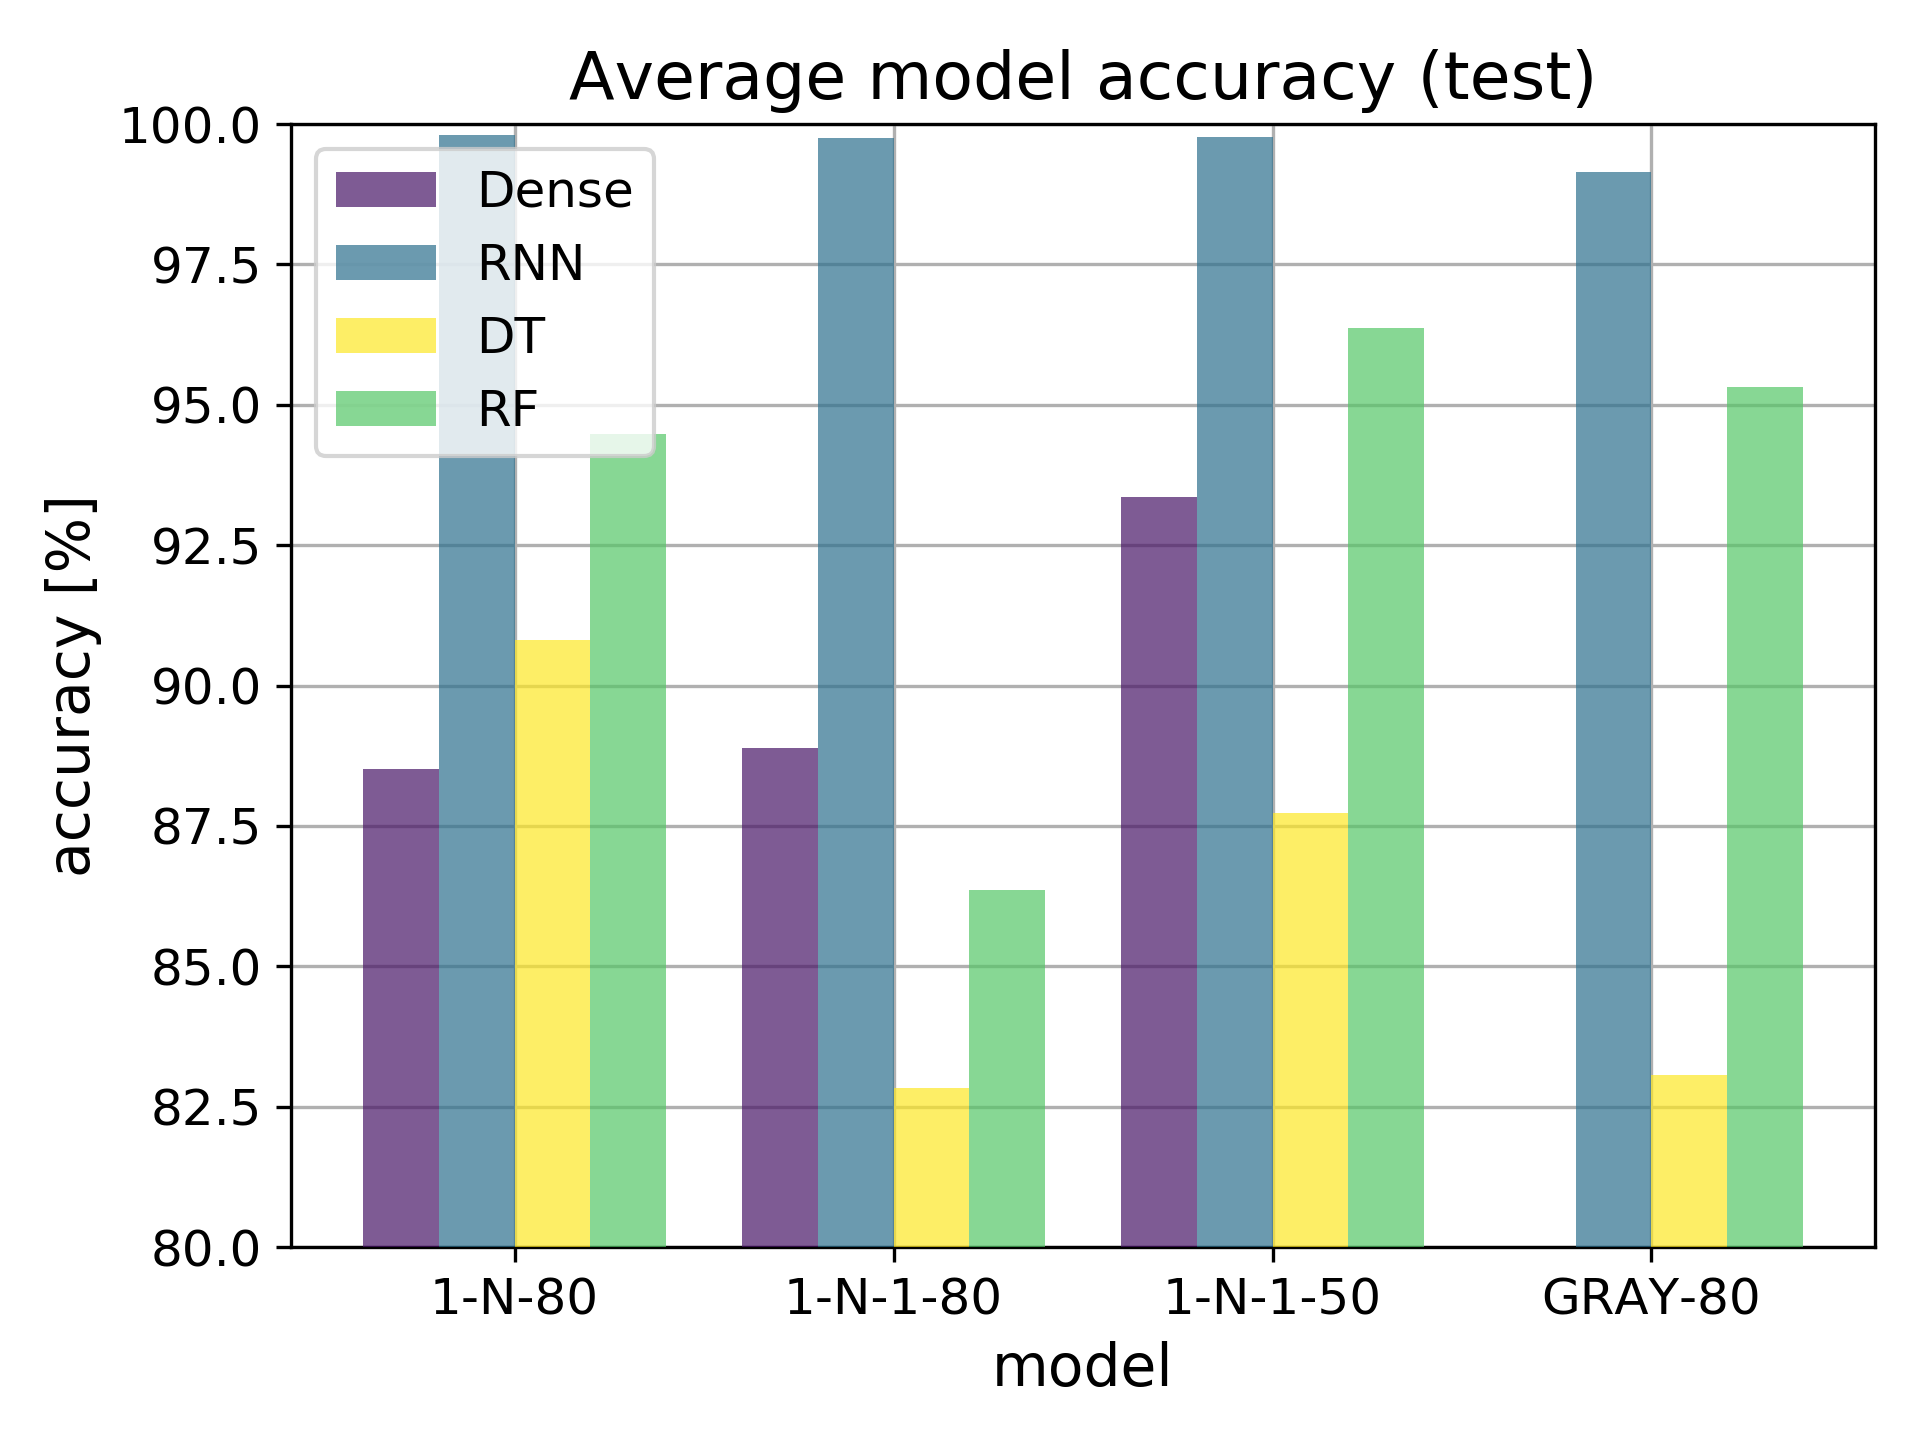 Average model accuracy (test)
100.0
97.5
95.0
92.5
90.0
87.5
85.0
82.5
80.0
accuracy [%]
Dense
RNN
DT
RF
1-N-80
1-N-1-80
1-N-1-50
GRAY-80
model